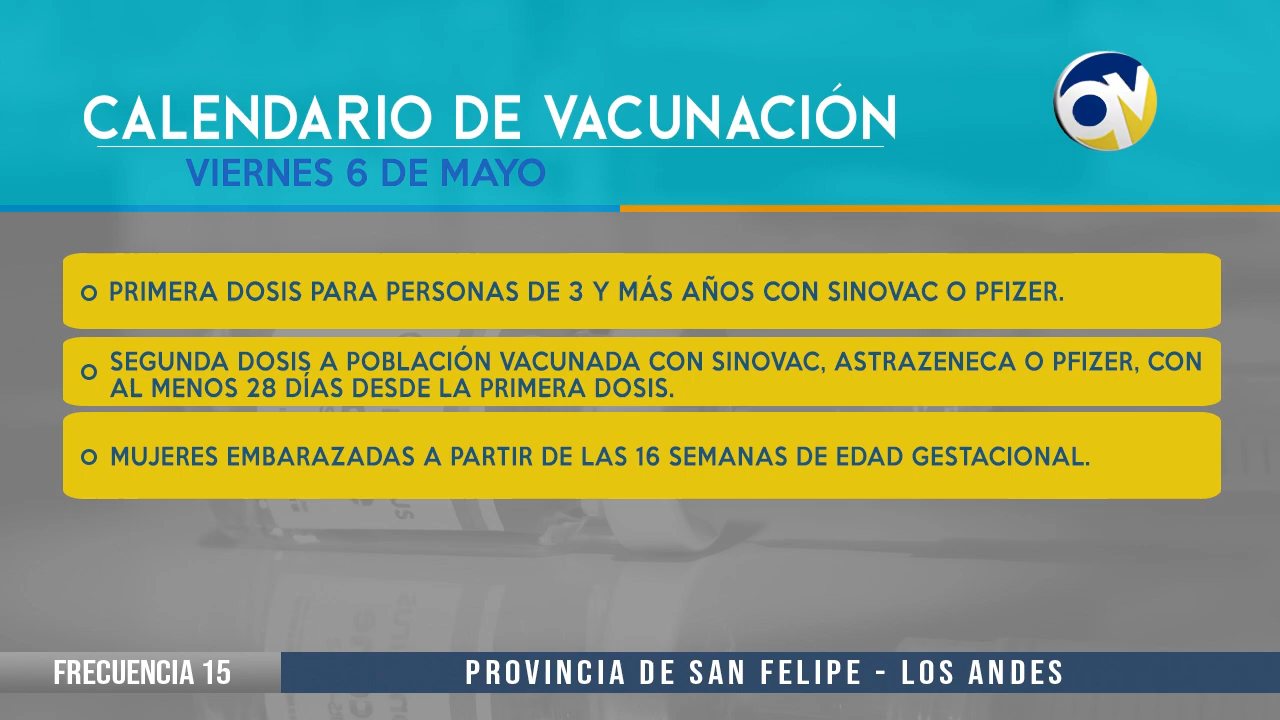 CALENDARIO DE VACUNACIÓN
VIERNES 6 DE MAYO
PRIMERA DOSIS PARA PERSONAS DE 3 Y MÁS AÑOS CON SINOVAC O PFIZER.
SEGUNDA DOSIS A POBLACIÓN VACUNADA CON SINOVAC, ASTRAZENECA O PFIZER, CON
AL MENOS 28 DÍAS DESDE LA PRIMERA DOSIS.
MUJERES EMBARAZADAS A PARTIR DE LAS 16 SEMANAS DE EDAD GESTACIONAL.
FRECUENCIA 15
PROVINCIA DE SAN FELIPE - LOS ANDES